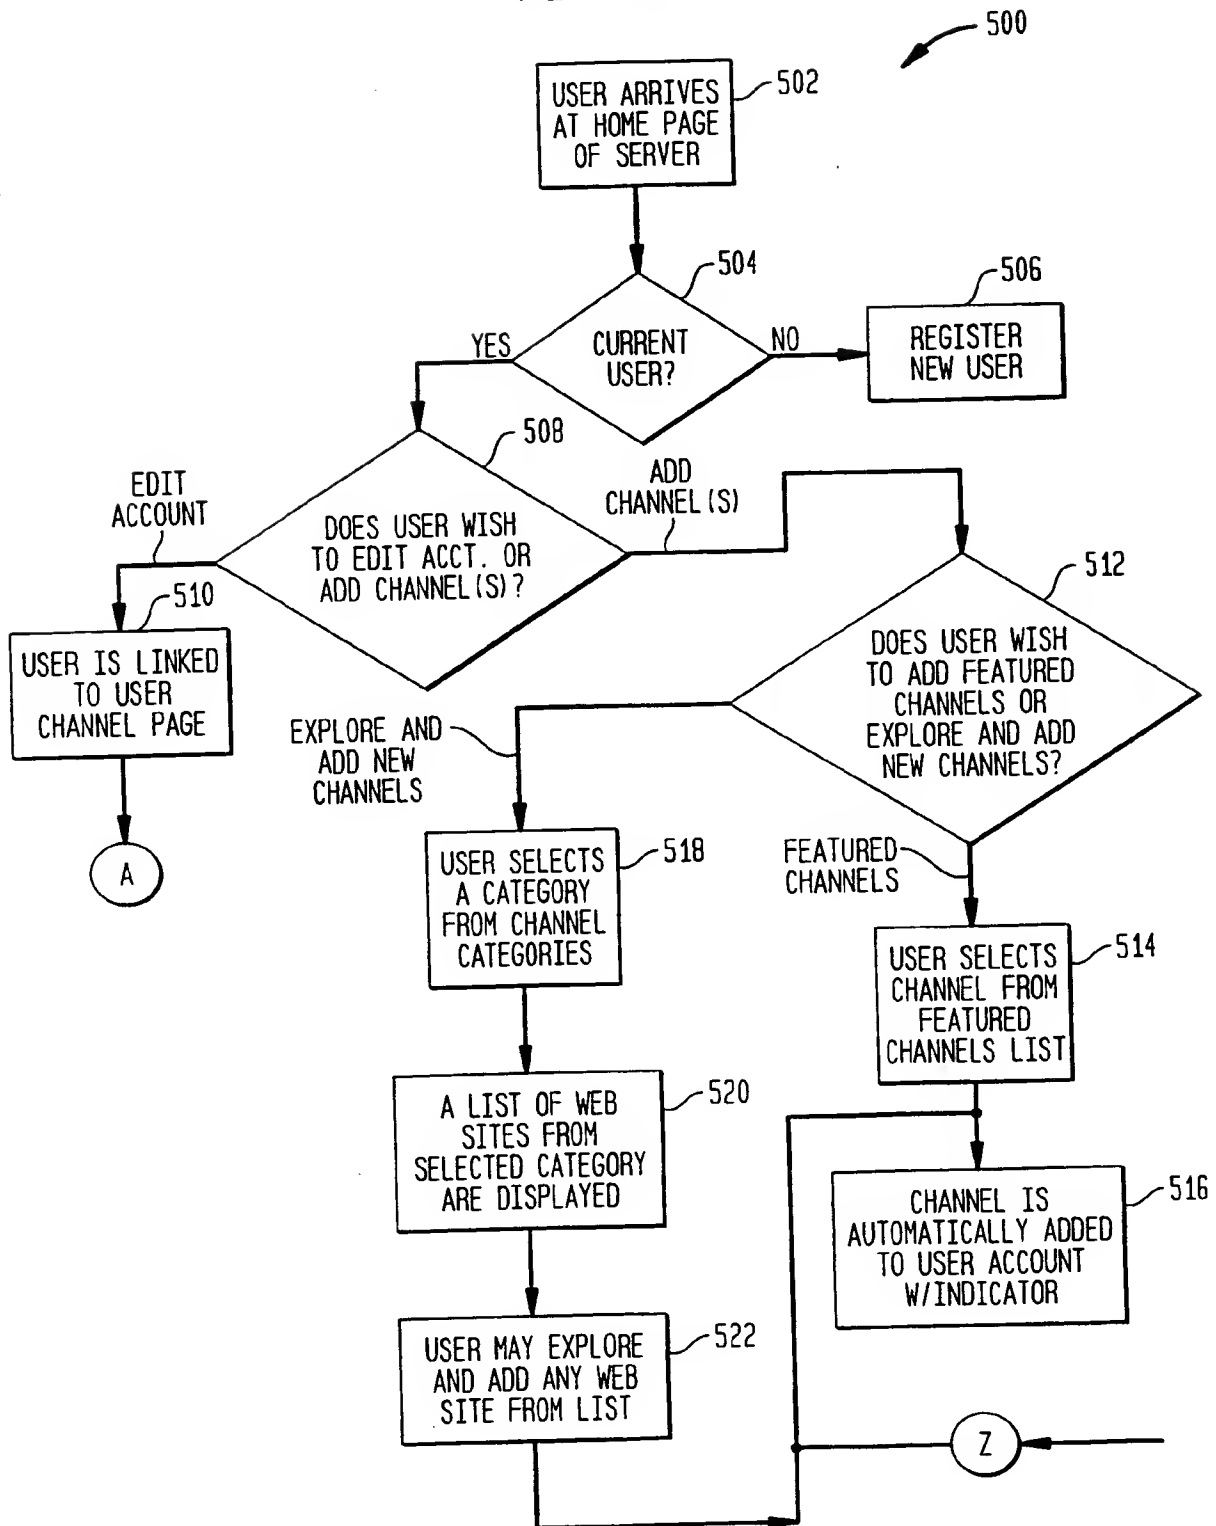 500
USER ARRIVES
AT HOME PAGE
OF SERVER
502
504
CURRENT
USER?
YES
NO
506
REGISTER
NEW USER
508
DOES USER WISH
TO EDIT ACCT. OR
ADD CHANNEL(S)?
EDIT
ACCOUNT
ADD
CHANNEL(S)
510
USER IS LINKED
TO USER
CHANNEL PAGE
A
512
DOES USER WISH
TO ADD FEATURED
CHANNELS OR
EXPLORE AND ADD
NEW CHANNELS?
EXPLORE AND
ADD NEW
CHANNELS
FEATURED
CHANNELS
518
USER SELECTS
A CATEGORY
FROM CHANNEL
CATEGORIES
514
USER SELECTS
CHANNEL FROM
FEATURED
CHANNELS LIST
520
A LIST OF WEB
SITES FROM
SELECTED CATEGORY
ARE DISPLAYED
516
CHANNEL IS
AUTOMATICALLY ADDED
TO USER ACCOUNT
W/INDICATOR
522
USER MAY EXPLORE
AND ADD ANY WEB
SITE FROM LIST
Z